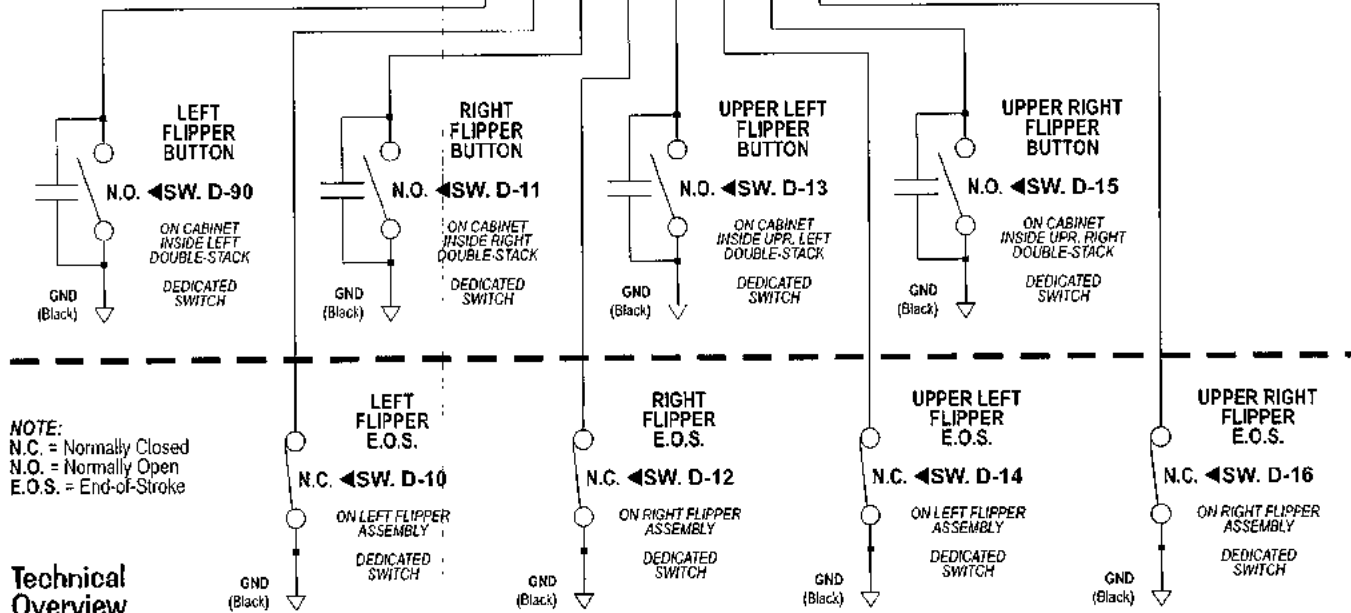 LEFT
FLIPPER
BUTTON
N.O. ◀SW. D-90
ON CABINET
INSIDE LEFT
DOUBLE-STACK
DEDICATED
SWITCH
GND
(Black)
RIGHT
FLIPPER
BUTTON
N.O. ◀SW. D-11
ON CABINET
INSIDE RIGHT
DOUBLE-STACK
DEDICATED
SWITCH
GND
(Black)
UPPER LEFT
FLIPPER
BUTTON
N.O. ◀SW. D-13
ON CABINET
INSIDE UPR. LEFT
DOUBLE-STACK
DEDICATED
SWITCH
GND
(Black)
UPPER RIGHT
FLIPPER
BUTTON
N.O. ◀SW. D-15
ON CABINET
INSIDE UPR. RIGHT
DOUBLE-STACK
DEDICATED
SWITCH
GND
(Black)
NOTE:
N.C. = Normally Closed
N.O. = Normally Open
E.O.S. = End-of-Stroke
LEFT
FLIPPER
E.O.S.
N.C. ◀SW. D-10
ON LEFT FLIPPER
ASSEMBLY
DEDICATED
SWITCH
GND
(Black)
RIGHT
FLIPPER
E.O.S.
N.C. ◀SW. D-12
ON RIGHT FLIPPER
ASSEMBLY
DEDICATED
SWITCH
GND
(Black)
UPPER LEFT
FLIPPER
E.O.S.
N.C. ◀SW. D-14
ON LEFT FLIPPER
ASSEMBLY
DEDICATED
SWITCH
GND
(Black)
UPPER RIGHT
FLIPPER
E.O.S.
N.C. ◀SW. D-16
ON RIGHT FLIPPER
ASSEMBLY
DEDICATED
SWITCH
GND
(Black)
Technical
Overview